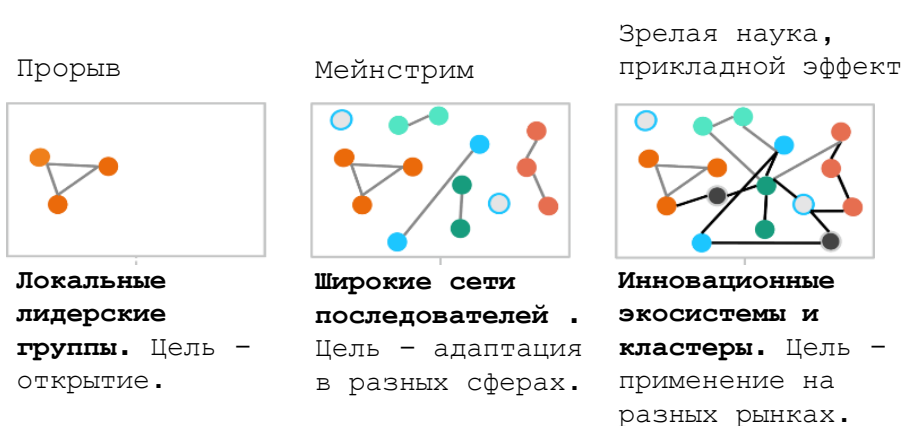 Прорыв
Локальные
лидерские
группы. Цель –
открытие.
Мейнстрим
Широкие сети
последователей .
Цель – адаптация
в разных сферах.
Зрелая наука,
прикладной эффект
Инновационные
экосистемы и
кластеры. Цель –
применение на
разных рынках.